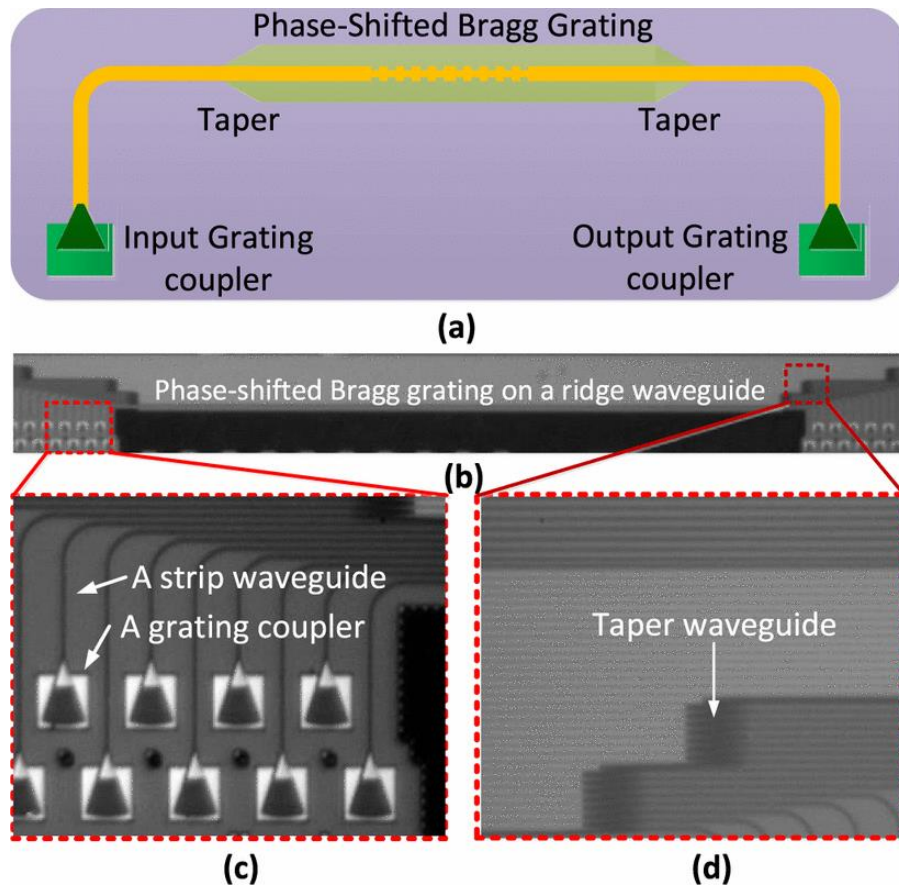 Phase-Shifted Bragg Grating
Taper
Taper
Input Grating
coupler
Output Grating
coupler
(a)
Phase-shifted Bragg grating on a ridge waveguide
(b)
A strip waveguide
A grating coupler
(c)
Taper waveguide
(d)